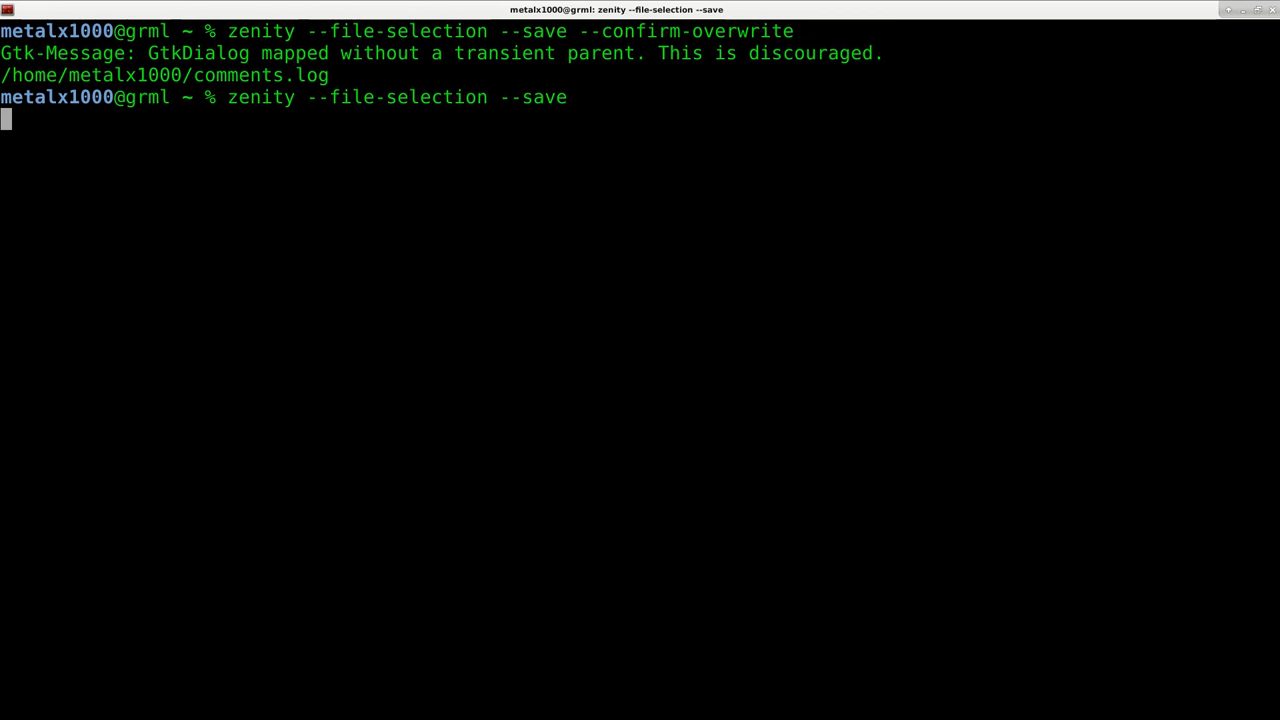 metalx1000@grml: zenity --file-selection --save
metalx1000@grml ~ % zenity --file-selection --save --confirm-overwrite
Gtk-Message: GtkDialog mapped without a transient parent. This is discouraged.
/home/metalx1000/comments.log
metalx1000@grml ~ % zenity --file-selection --save